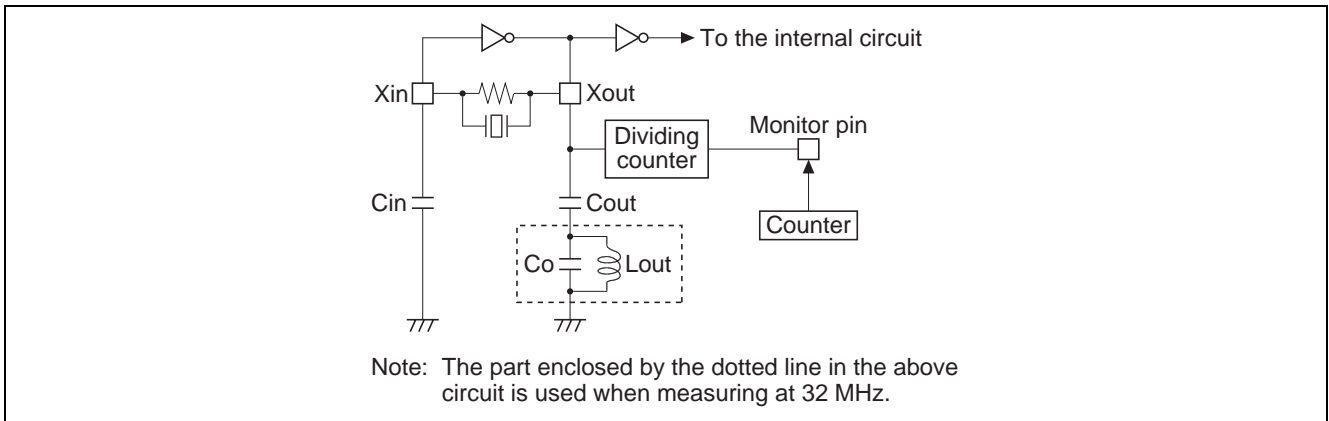 To the internal circuit
Xin
Xout
Monitor pin
Dividing
counter
Cin
Cout
Counter
Co
Lout
Note: The part enclosed by the dotted line in the above
circuit is used when measuring at 32 MHz.